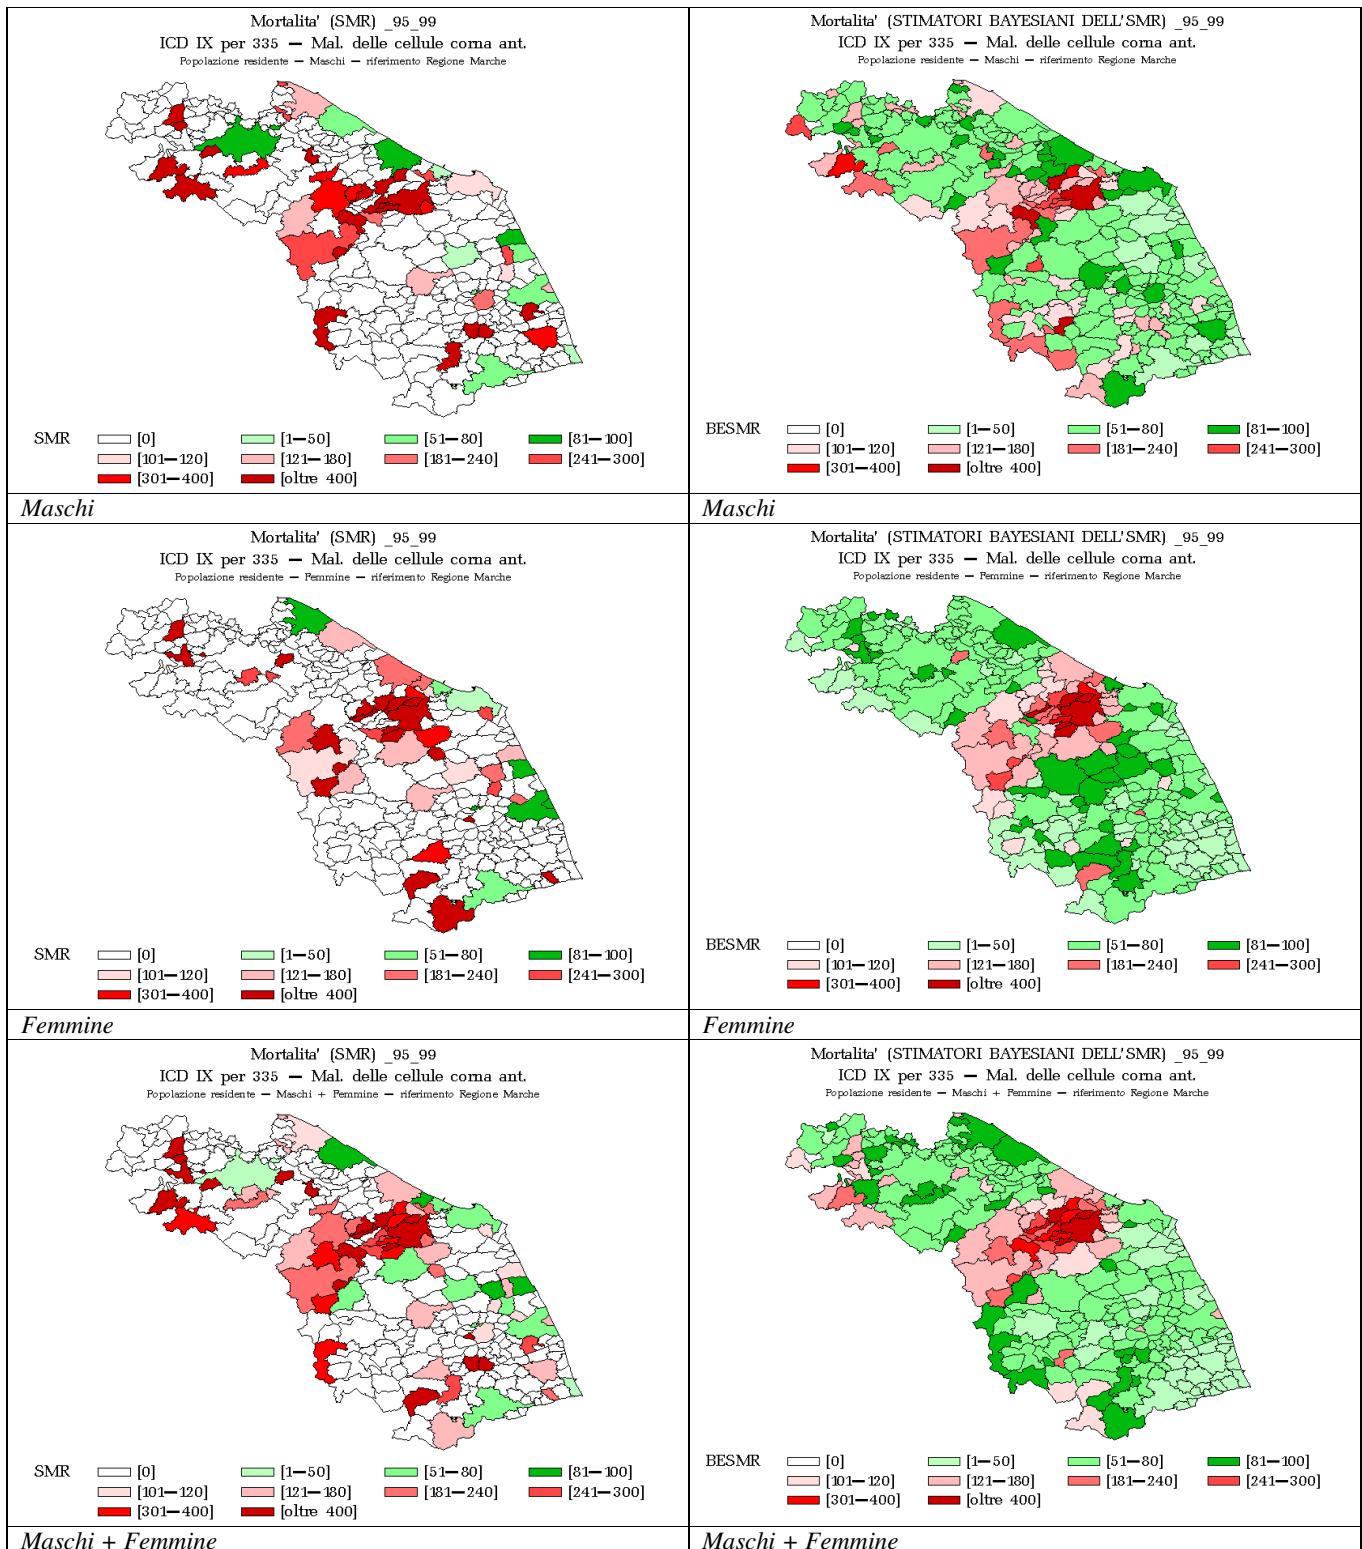 Mortalita' (SMR) _95_99
ICD IX per 335 — Mal. delle cellule corna ant.
Popolazione residente — Maschi — riferimento Regione Marche
SMR [0] [1—50] [51—80] [81—100]
[101—120] [121—180] [181—240] [241—300]
[301—400] [oltre 400]
Maschi
Mortalita' (STIMATORI BAYESIANI DELL'SMR) _95_99
ICD IX per 335 — Mal. delle cellule corna ant.
Popolazione residente — Maschi — riferimento Regione Marche
BESMR [0] [1—50] [51—80] [81—100]
[101—120] [121—180] [181—240] [241—300]
[301—400] [oltre 400]
Maschi
Mortalita' (SMR) _95_99
ICD IX per 335 — Mal. delle cellule corna ant.
Popolazione residente — Femmine — riferimento Regione Marche
SMR [0] [1—50] [51—80] [81—100]
[101—120] [121—180] [181—240] [241—300]
[301—400] [oltre 400]
Femmine
Mortalita' (STIMATORI BAYESIANI DELL'SMR) _95_99
ICD IX per 335 — Mal. delle cellule corna ant.
Popolazione residente — Femmine — riferimento Regione Marche
BESMR [0] [1—50] [51—80] [81—100]
[101—120] [121—180] [181—240] [241—300]
[301—400] [oltre 400]
Femmine
Mortalita' (SMR) _95_99
ICD IX per 335 — Mal. delle cellule corna ant.
Popolazione residente — Maschi + Femmine — riferimento Regione Marche
SMR [0] [1—50] [51—80] [81—100]
[101—120] [121—180] [181—240] [241—300]
[301—400] [oltre 400]
Maschi + Femmine
Mortalita' (STIMATORI BAYESIANI DELL'SMR) _95_99
ICD IX per 335 — Mal. delle cellule corna ant.
Popolazione residente — Maschi + Femmine — riferimento Regione Marche
BESMR [0] [1—50] [51—80] [81—100]
[101—120] [121—180] [181—240] [241—300]
[301—400] [oltre 400]
Maschi + Femmine